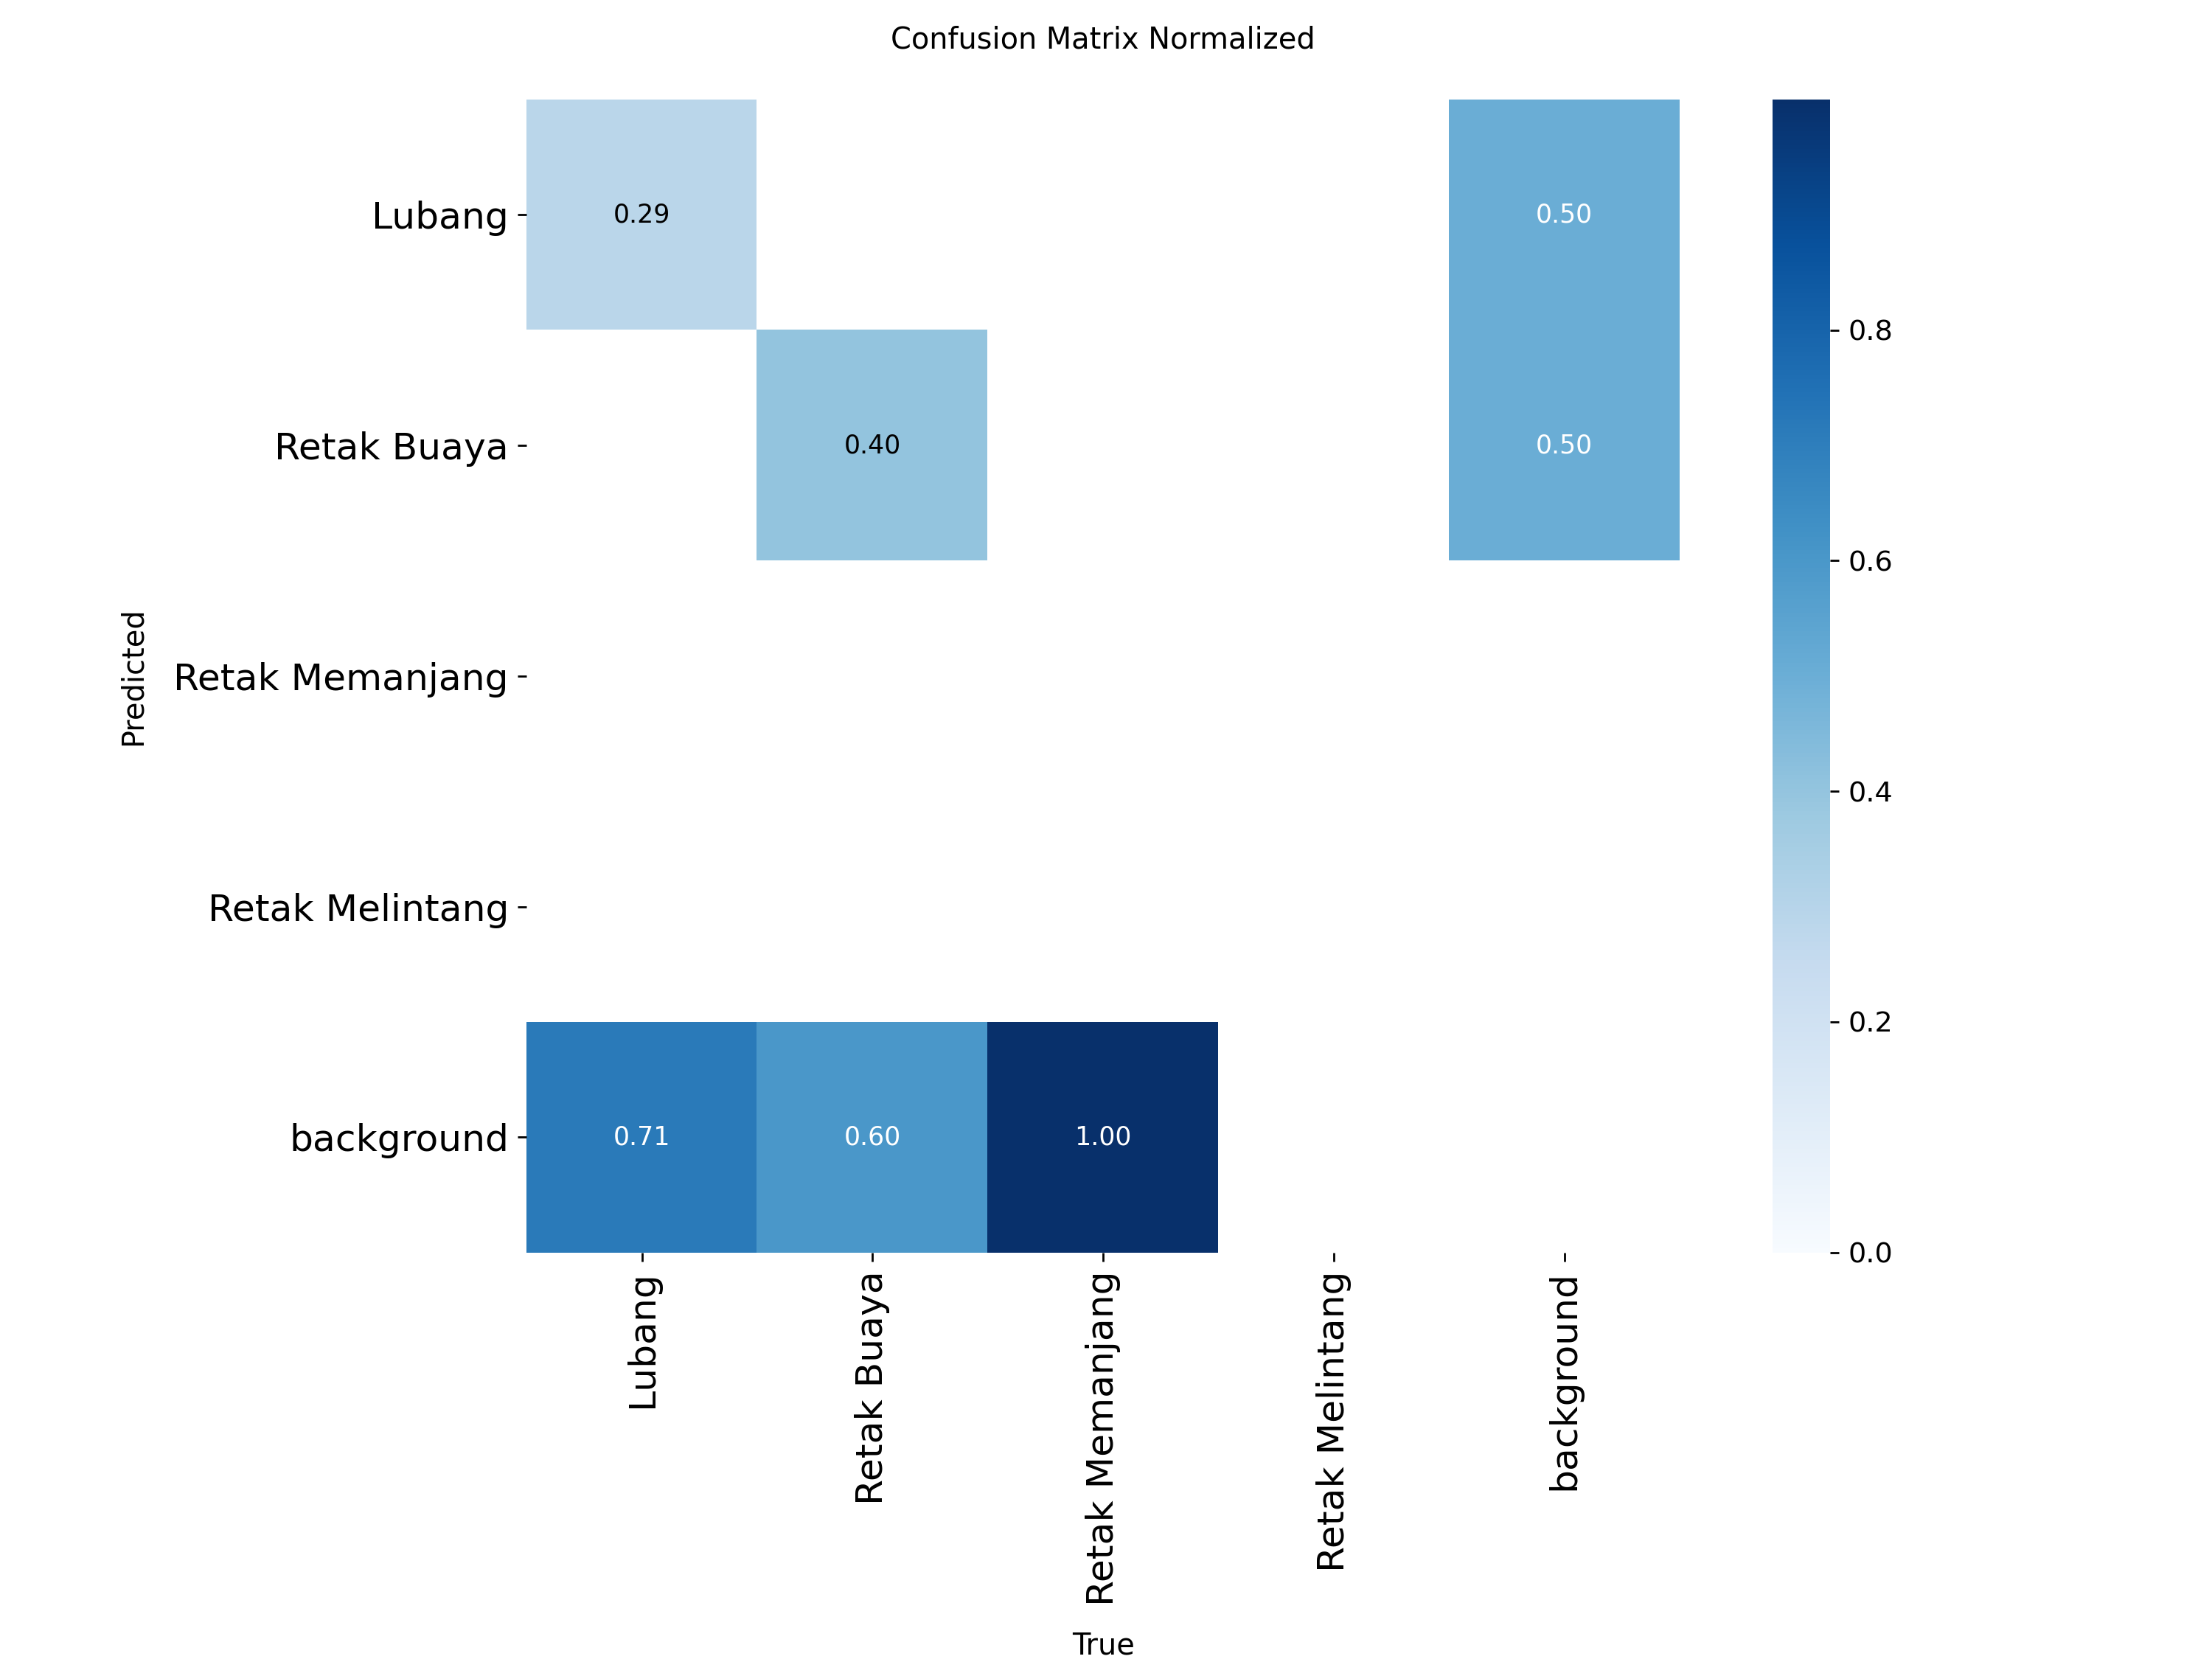 Confusion Matrix Normalized
Lubang
0.29
0.50
Retak Buaya
0.40
0.50
Retak Memanjang
Retak Melintang
background
0.71
0.60
1.00
Predicted
Lubang
Retak Buaya
Retak Memanjang
Retak Melintang
background
True
0.8
0.6
0.4
0.2
0.0